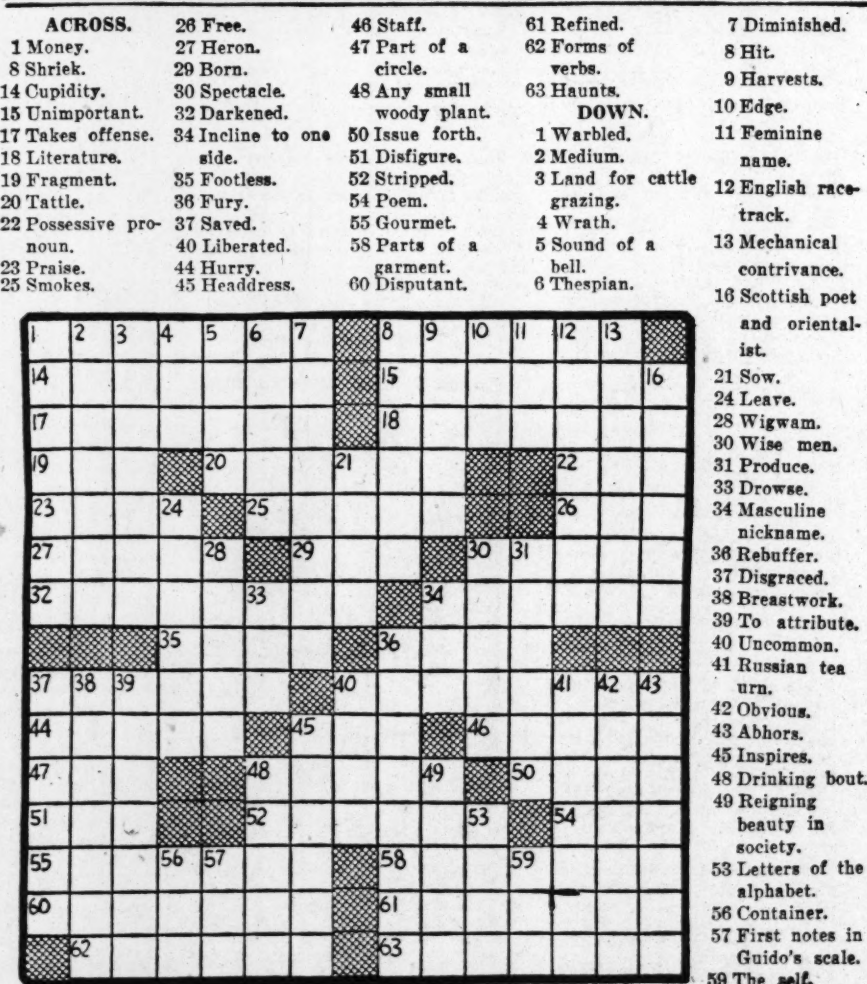 ACROSS.
1 Money.
8 Shriek.
14 Cupidity.
15 Unimportant.
17 Takes offense.
18 Literature.
19 Fragment.
20 Tattle.
22 Possessive pro-
noun.
23 Praise.
25 Smokes.
26 Free.
27 Heron.
29 Born.
30 Spectacle.
32 Darkened.
34 Incline to one
side.
35 Footless.
36 Fury.
37 Saved.
40 Liberated.
44 Hurry.
45 Headdress.
46 Staff.
47 Part of a
circle.
48 Any small
woody plant.
50 Issue forth.
51 Disfigure.
52 Stripped.
54 Poem.
55 Gourmet.
58 Parts of a
garment.
60 Disputant.
61 Refined.
62 Forms of
verbs.
63 Haunts.
DOWN.
1 Warbled.
2 Medium.
3 Land for cattle
grazing.
4 Wrath.
5 Sound of a
bell.
6 Thespian.
7 Diminished.
8 Hit.
9 Harvests.
10 Edge.
11 Feminine
name.
12 English race-
track.
13 Mechanical
contrivance.
16 Scottish poet
and oriental-
ist.
21 Sow.
24 Leave.
28 Wigwam.
30 Wise men.
31 Produce.
33 Drowse.
34 Masculine
nickname.
36 Rebuffer.
37 Disgraced.
38 Breastwork.
39 To attribute.
40 Uncommon.
41 Russian tea
urn.
42 Obvious.
43 Abhors.
45 Inspires.
48 Drinking bout.
49 Reigning
beauty in
society.
53 Letters of the
alphabet.
56 Container.
57 First notes in
Guido's scale.
59 The self.
1 2 3 4 5 6 7 8 9 10 11 12 13
14 15 16
17 18
19 20 21 22
23 24 25 26
27 28 29 30 31
32 33 34
35 36
37 38 39 40 41 42 43
44 45 46
47 48 49 50
51 52 53 54
55 56 57 58 59
60 61
62 63